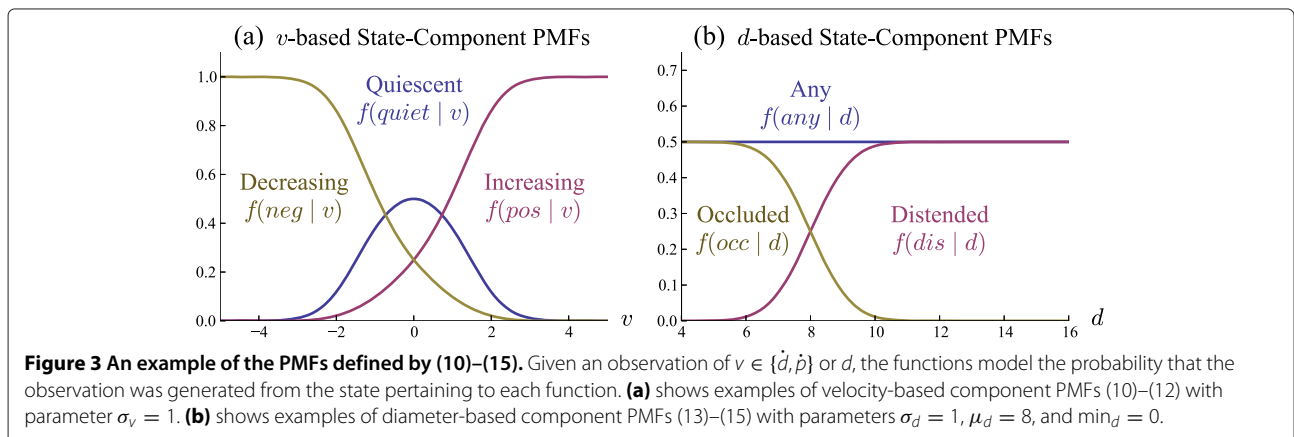 (a) v-based State-Component PMFs
1.0
0.8
0.6
0.4
0.2
0.0
Quiescent
f(quiet | v)
Decreasing
f(neg | v)
Increasing
f(pos | v)
−4 −2 0 2 4 v
(b) d-based State-Component PMFs
0.7
0.6
0.5
0.4
0.3
0.2
0.1
0.0
Any
f(any | d)
Occluded
f(occ | d)
Distended
f(dis | d)
4 6 8 10 12 14 16 d
Figure 3 An example of the PMFs defined by (10)–(15). Given an observation of v ∈ {ḋ, ṗ} or d, the functions model the probability that the
observation was generated from the state pertaining to each function. (a) shows examples of velocity-based component PMFs (10)–(12) with
parameter σᵥ = 1. (b) shows examples of diameter-based component PMFs (13)–(15) with parameters σ_d = 1, μ_d = 8, and min_d = 0.